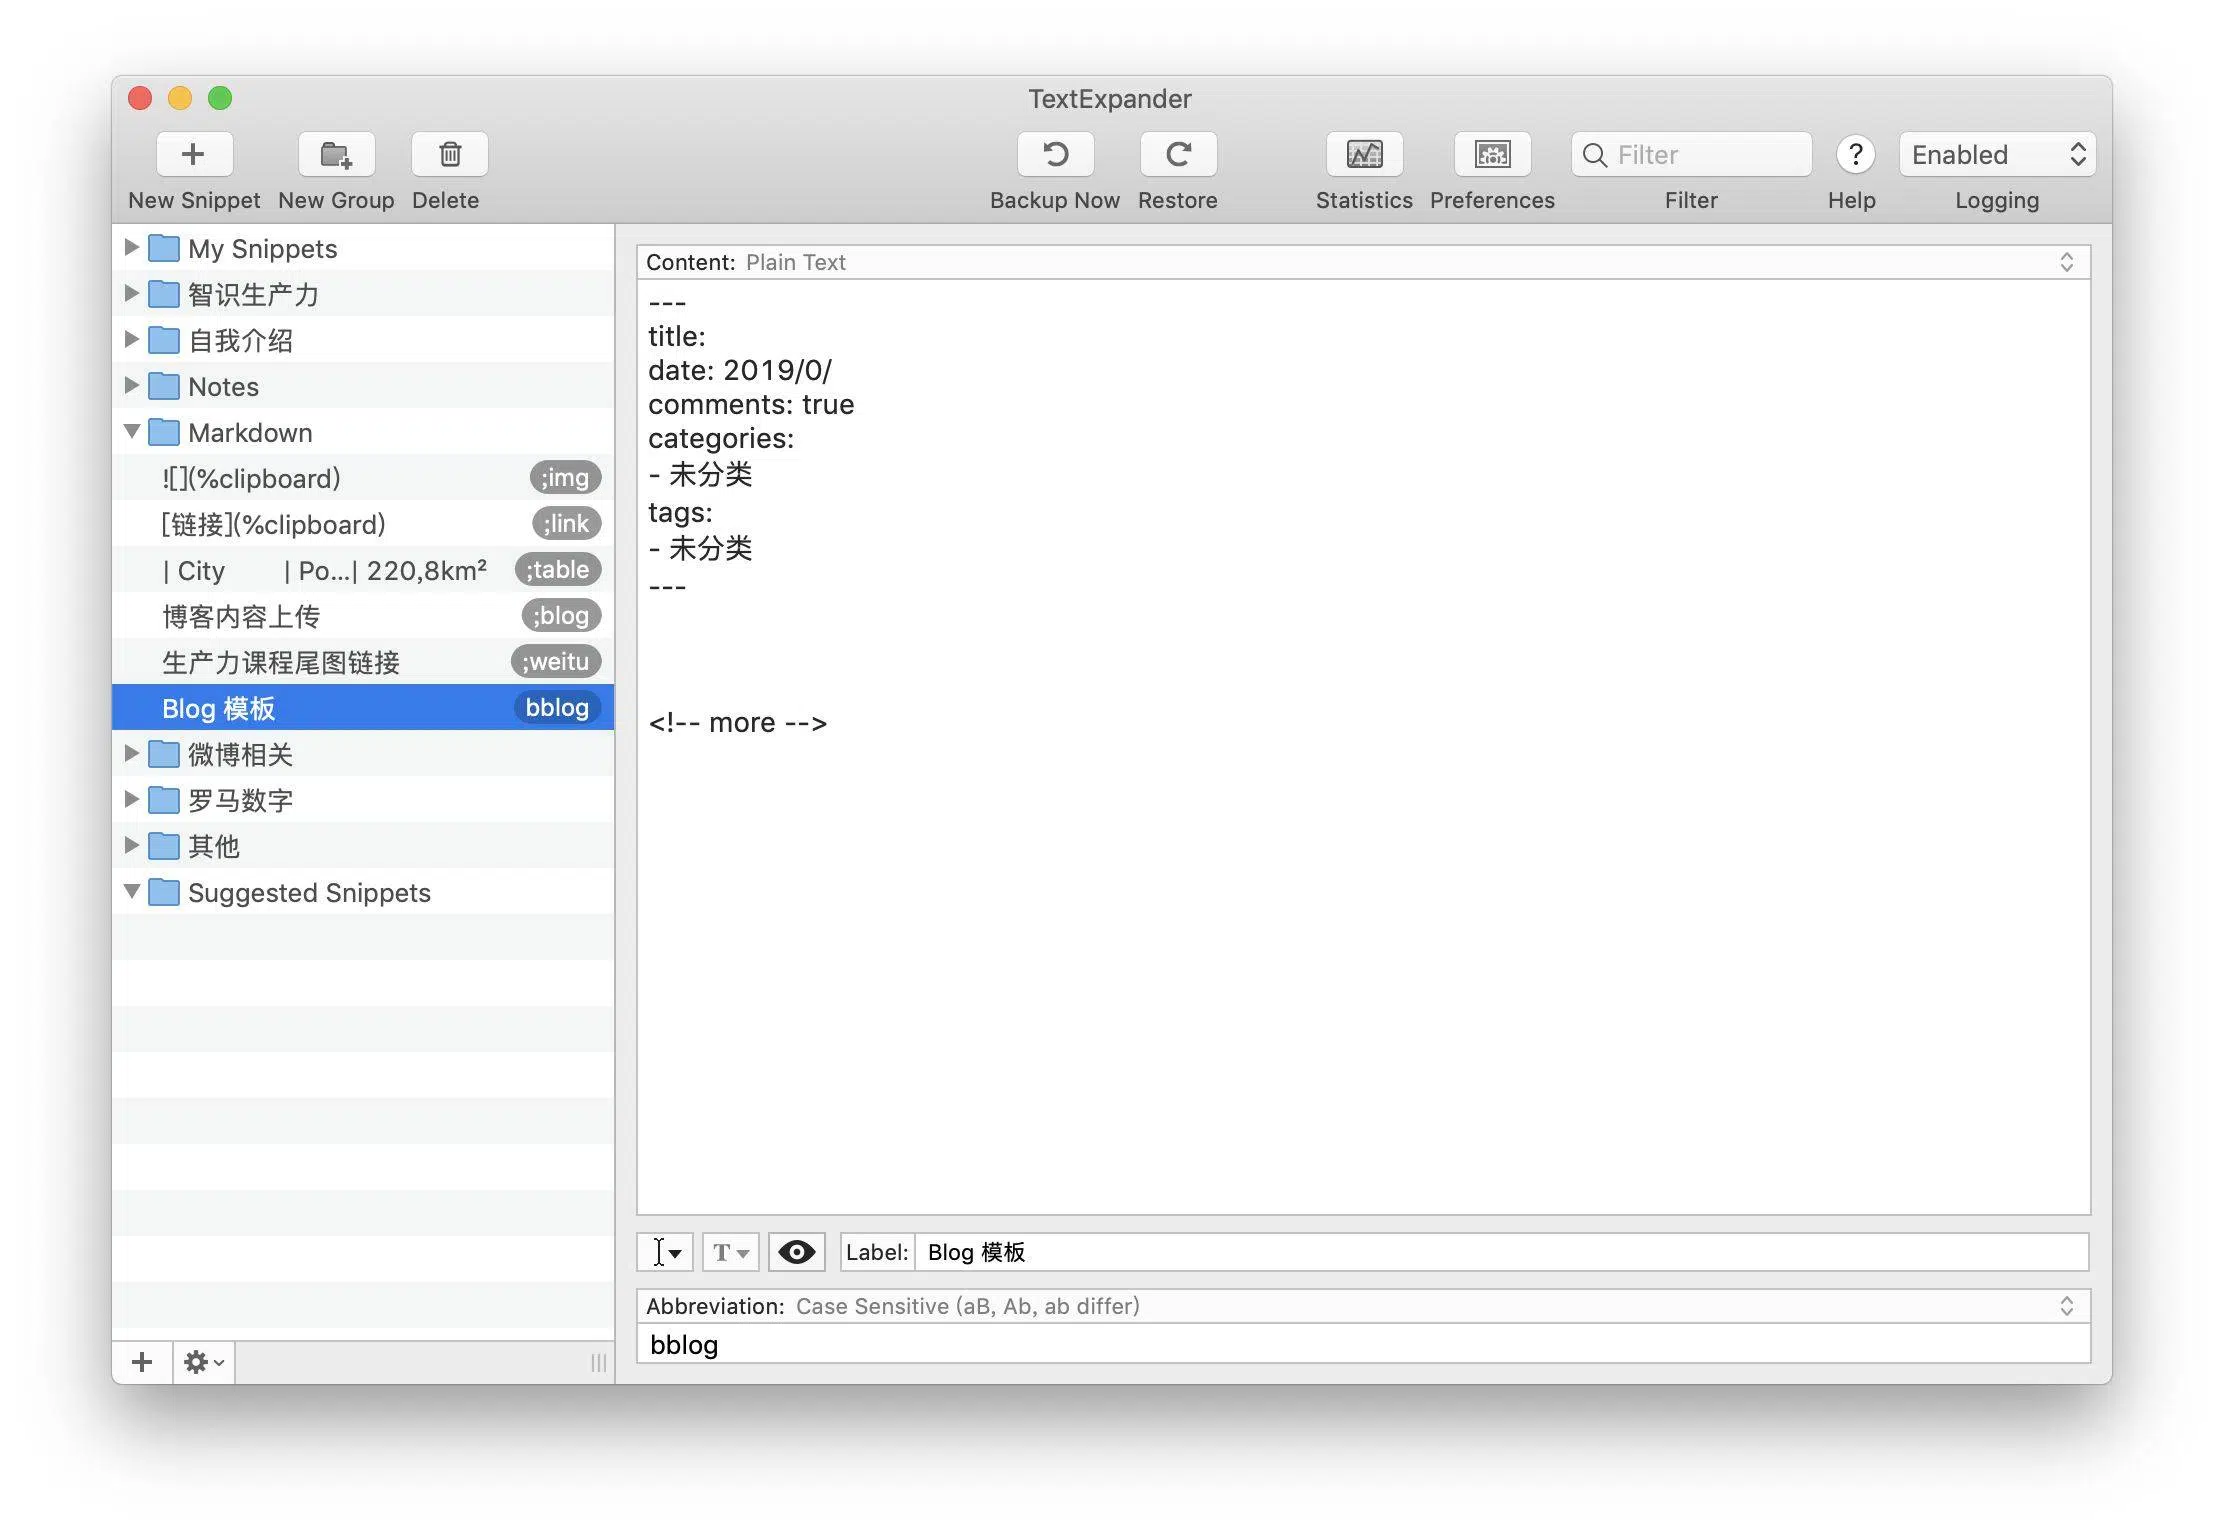 TextExpander
New Snippet New Group Delete Backup Now Restore Statistics Preferences Filter Filter ? Help Enabled Logging
My Snippets
智识生产力
自我介绍
Notes
Markdown
![](%clipboard) ;img
[链接](%clipboard) ;link
| City | Po...| 220,8km² ;table
博客内容上传 ;blog
生产力课程尾图链接 ;weitu
Blog 模板 bblog
微博相关
罗马数字
其他
Suggested Snippets
Content: Plain Text
---
title:
date: 2019/0/
comments: true
categories:
- 未分类
tags:
- 未分类
---
<!-- more -->
T
Label: Blog 模板
Abbreviation: Case Sensitive (aB, Ab, ab differ)
bblog